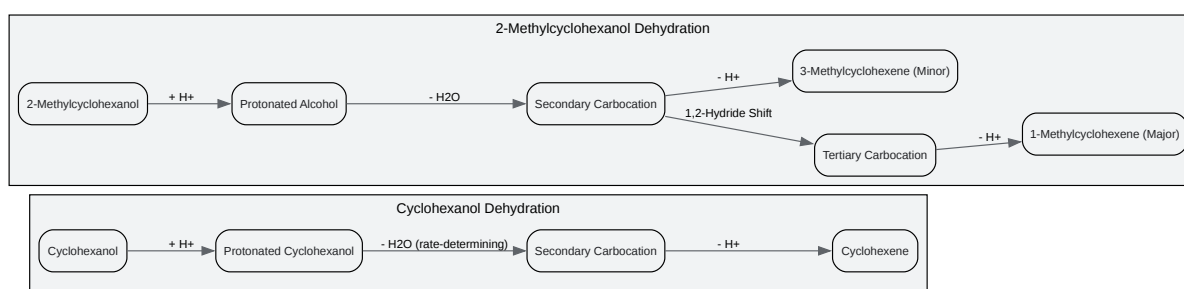 2-Methylcyclohexanol Dehydration
2-Methylcyclohexanol
+ H+
Protonated Alcohol
- H2O
Secondary Carbocation
- H+
3-Methylcyclohexene (Minor)
1,2-Hydride Shift
Tertiary Carbocation
- H+
1-Methylcyclohexene (Major)
Cyclohexanol Dehydration
Cyclohexanol
+ H+
Protonated Cyclohexanol
- H2O (rate-determining)
Secondary Carbocation
- H+
Cyclohexene